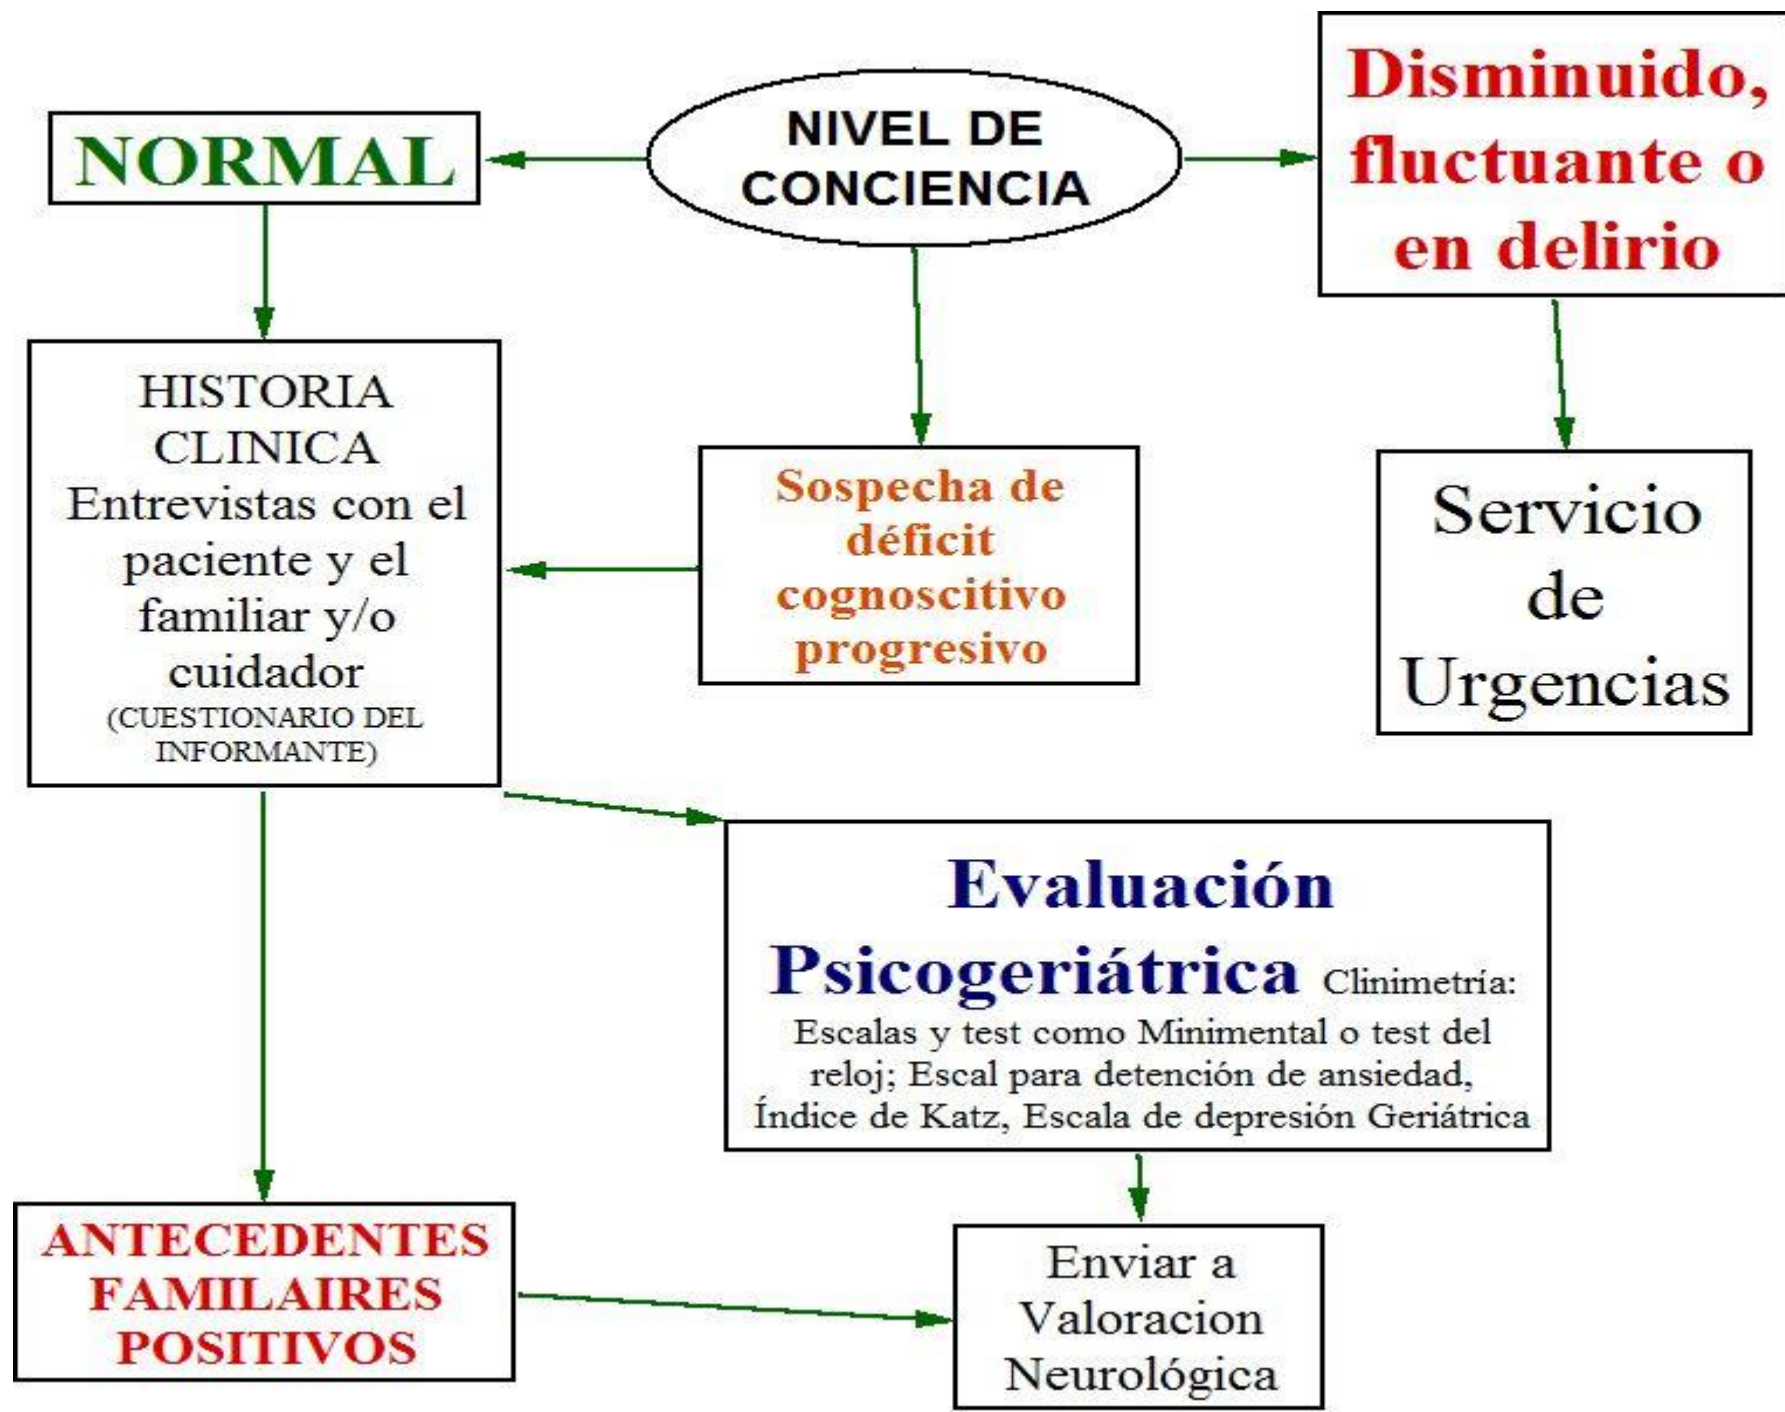 NIVEL DE
CONCIENCIA
NORMAL
Disminuido,
fluctuante o
en delirio
HISTORIA
CLINICA
Entrevistas con el
paciente y el
familiar y/o
cuidador
(CUESTIONARIO DEL
INFORMANTE)
Sospecha de
déficit
cognoscitivo
progresivo
Servicio
de
Urgencias
Evaluación
Psicogeriátrica Clinimetría:
Escalas y test como Minimental o test del
reloj; Escal para detención de ansiedad,
Índice de Katz, Escala de depresión Geriátrica
ANTECEDENTES
FAMILAIRES
POSITIVOS
Enviar a
Valoracion
Neurológica